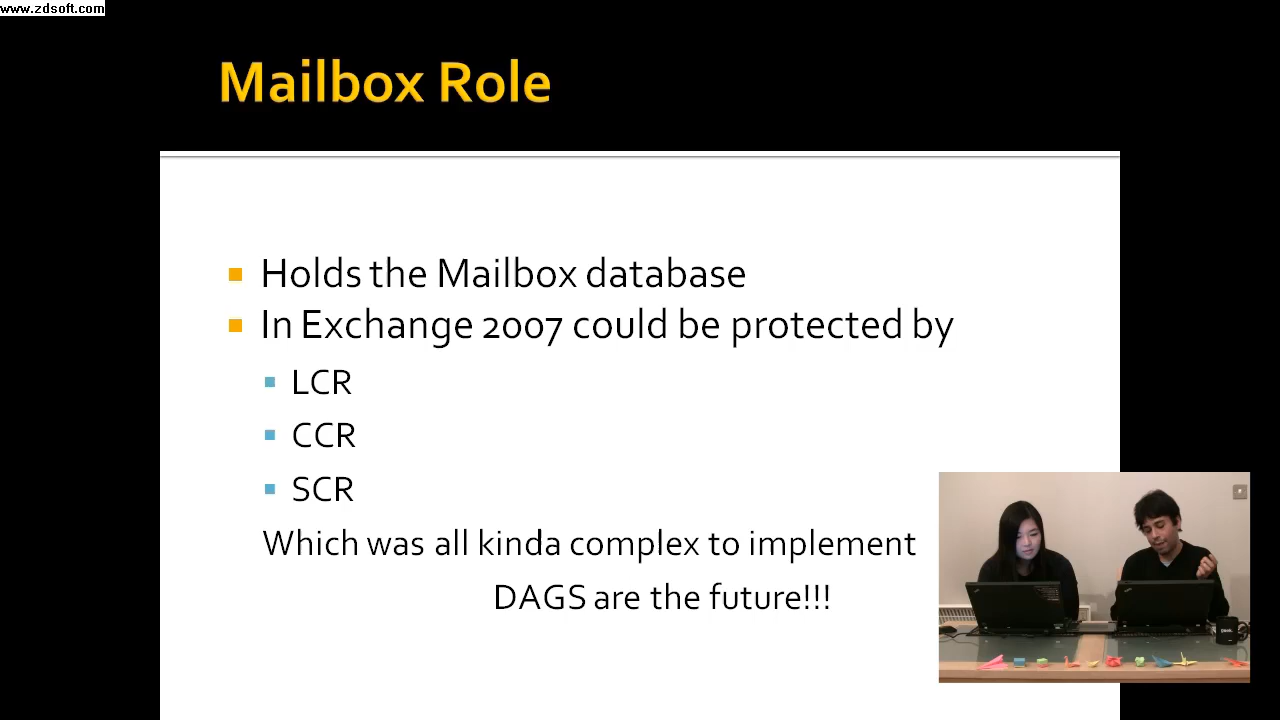 www.zdsoft.com
Mailbox Role
Holds the Mailbox database
In Exchange 2007 could be protected by
LCR
CCR
SCR
Which was all kinda complex to implement
DAGS are the future!!!